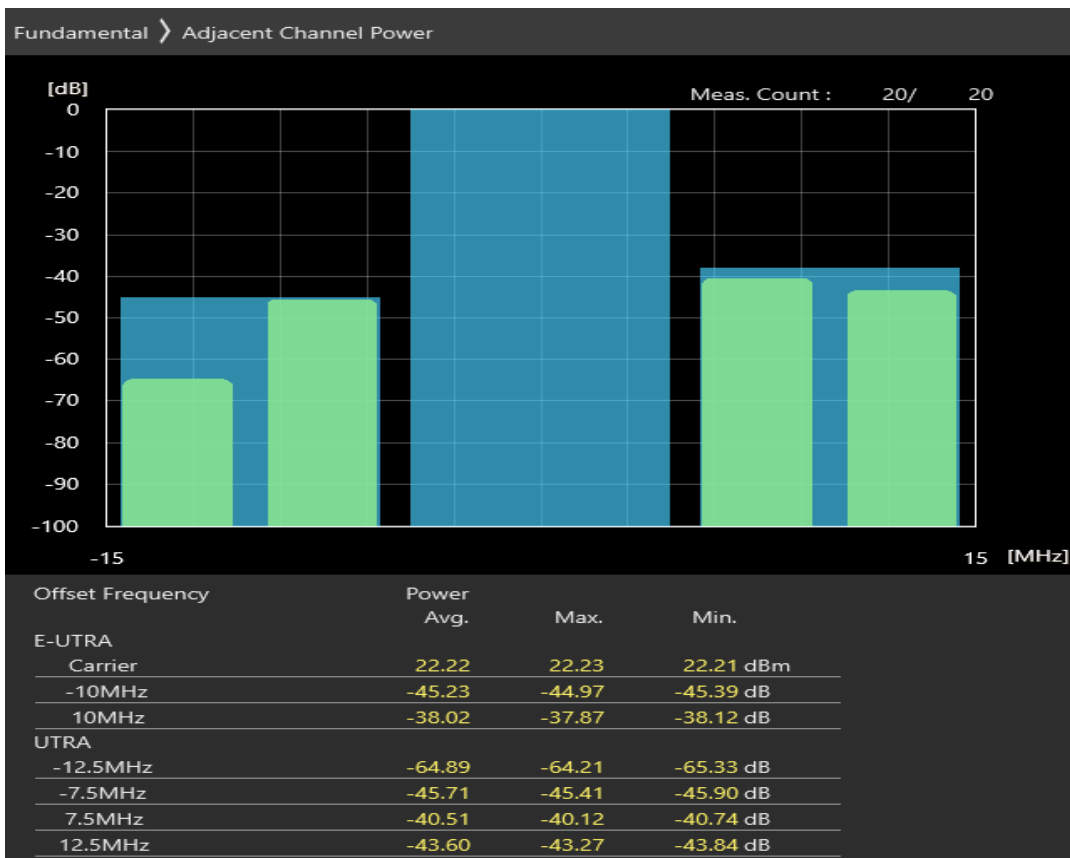 Fundamental 〉 Adjacent Channel Power
[dB]
Meas. Count : 20/ 20
0
-10
-20
-30
-40
-50
-60
-70
-80
-90
-100
-15 15 [MHz]
Offset Frequency Power
Avg. Max. Min.
E-UTRA
Carrier 22.22 22.23 22.21 dBm
-10MHz -45.23 -44.97 -45.39 dB
10MHz -38.02 -37.87 -38.12 dB
UTRA
-12.5MHz -64.89 -64.21 -65.33 dB
-7.5MHz -45.71 -45.41 -45.90 dB
7.5MHz -40.51 -40.12 -40.74 dB
12.5MHz -43.60 -43.27 -43.84 dB